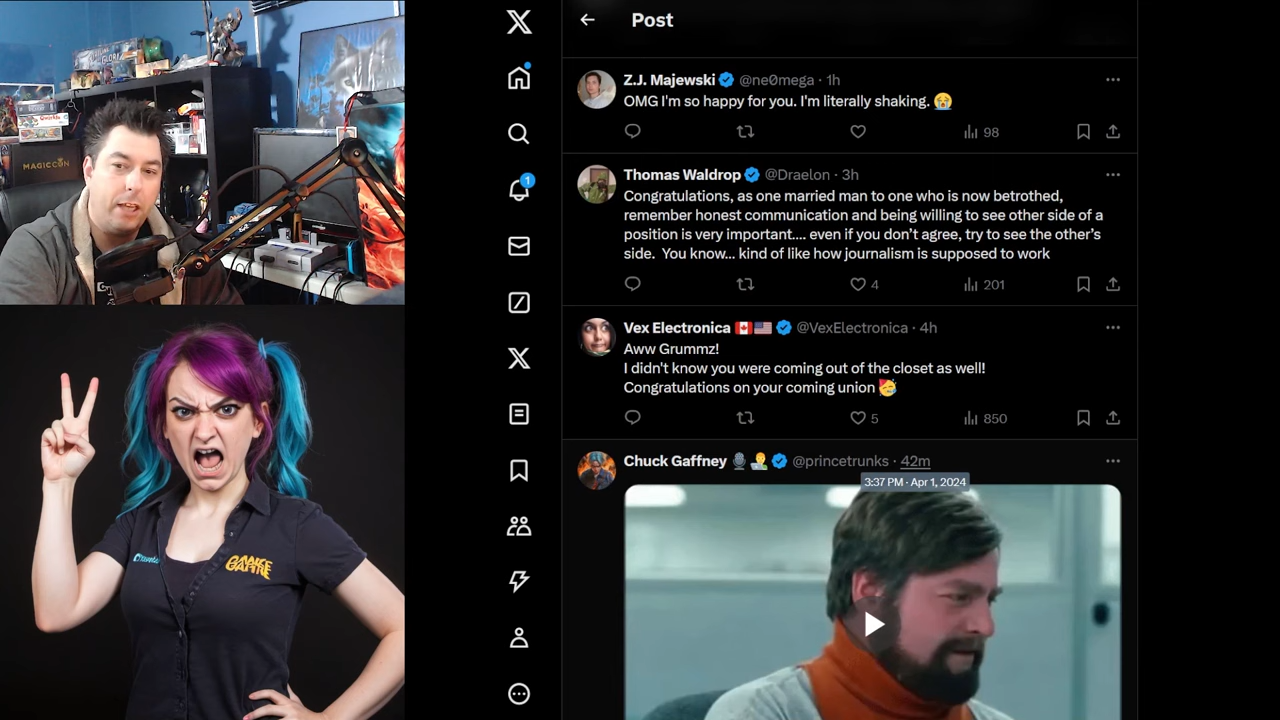 GLORY
Qwirkle
MAGICCON
Post
Z.J. Majewski @ne0mega · 1h
OMG I'm so happy for you. I'm literally shaking. 😭
98
Thomas Waldrop @Draelon · 3h
Congratulations, as one married man to one who is now betrothed,
remember honest communication and being willing to see other side of a
position is very important.... even if you don’t agree, try to see the other’s
side. You know... kind of like how journalism is supposed to work
4 201
1
Vex Electronica 🇨🇦🇺🇸 @VexElectronica · 4h
Aww Grummz!
I didn't know you were coming out of the closet as well!
Congratulations on your coming union 🥳
5 850
Chuck Gaffney 🎙️🤦‍♂️ @princetrunks · 42m
3:37 PM · Apr 1, 2024